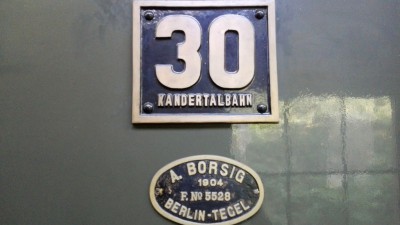 30
KANDERTALBAHN
A. BORSIG
1904
F. No 5528
BERLIN-TEGEL